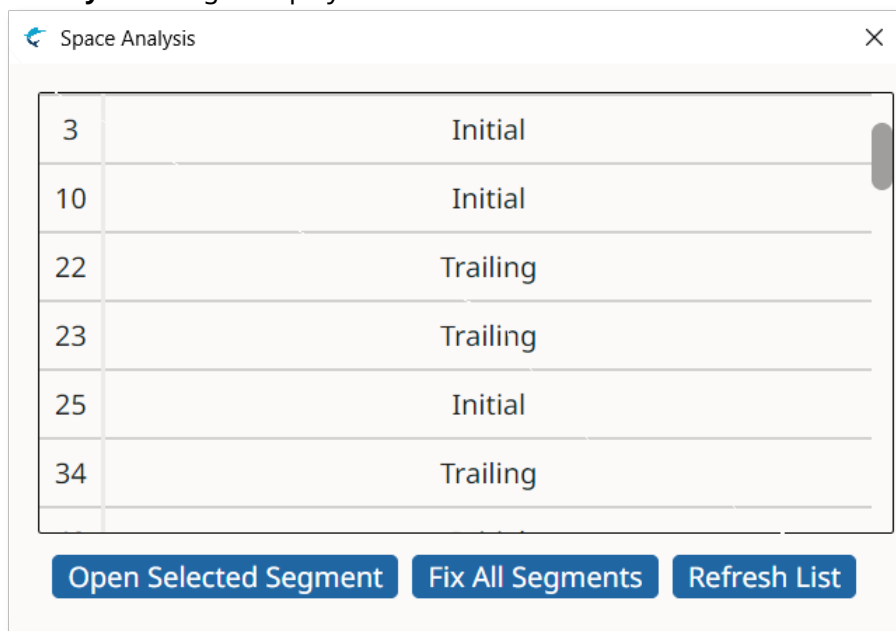 Space Analysis
3 Initial
10 Initial
22 Trailing
23 Trailing
25 Initial
34 Trailing
Open Selected Segment Fix All Segments Refresh List